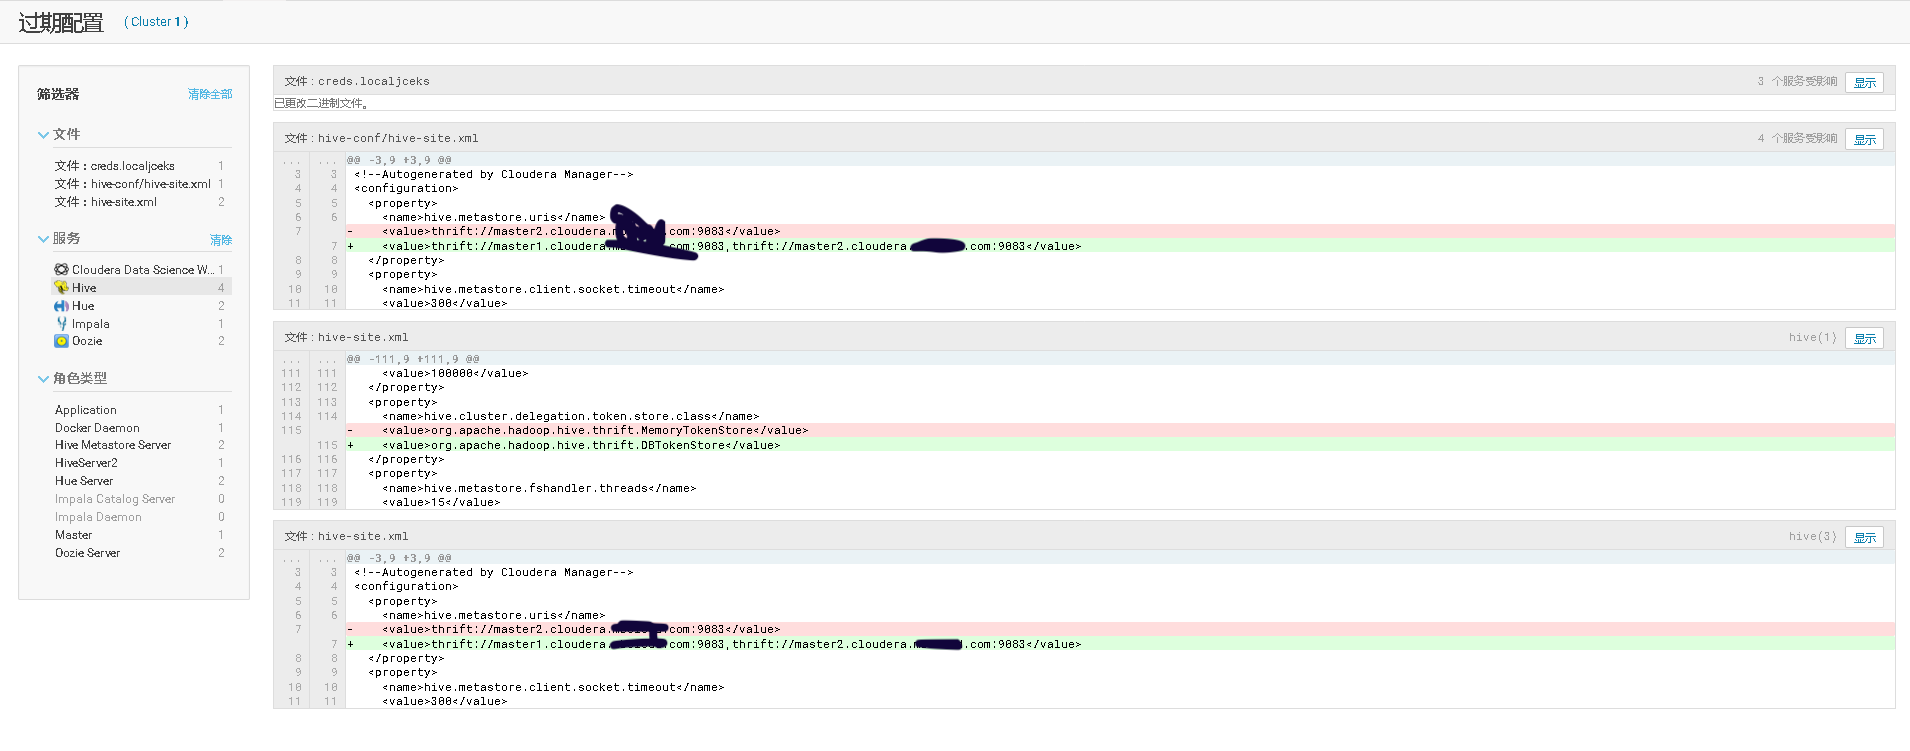 过期配置 ( Cluster 1 )
筛选器 清除全部
文件
文件：creds.localjceks 1
文件：hive-conf/hive-site.xml 1
文件：hive-site.xml 2
服务 清除
Cloudera Data Science W... 1
Hive 4
Hue 2
Impala 1
Oozie 2
角色类型
Application 1
Docker Daemon 1
Hive Metastore Server 2
HiveServer2 1
Hue Server 2
Impala Catalog Server 0
Impala Daemon 0
Master 1
Oozie Server 2
文件：creds.localjceks 3 个服务受影响 显示
已更改二进制文件。
文件：hive-conf/hive-site.xml 4 个服务受影响 显示
... ... @@ -3,9 +3,9 @@
3 3 <!--Autogenerated by Cloudera Manager-->
4 4 <configuration>
5 5 <property>
6 6 <name>hive.metastore.uris</name>
7 - <value>thrift://master2.cloudera. com:9083</value>
7 + <value>thrift://master1.cloudera. com:9083,thrift://master2.cloudera. .com:9083</value>
8 8 </property>
9 9 <property>
10 10 <name>hive.metastore.client.socket.timeout</name>
11 11 <value>300</value>
文件：hive-site.xml hive(1) 显示
... ... @@ -111,9 +111,9 @@
111 111 <value>100000</value>
112 112 </property>
113 113 <property>
114 114 <name>hive.cluster.delegation.token.store.class</name>
115 - <value>org.apache.hadoop.hive.thrift.MemoryTokenStore</value>
115 + <value>org.apache.hadoop.hive.thrift.DBTokenStore</value>
116 116 </property>
117 117 <property>
118 118 <name>hive.metastore.fshandler.threads</name>
119 119 <value>15</value>
文件：hive-site.xml hive(3) 显示
... ... @@ -3,9 +3,9 @@
3 3 <!--Autogenerated by Cloudera Manager-->
4 4 <configuration>
5 5 <property>
6 6 <name>hive.metastore.uris</name>
7 - <value>thrift://master2.cloudera. com:9083</value>
7 + <value>thrift://master1.cloudera. com:9083,thrift://master2.cloudera. .com:9083</value>
8 8 </property>
9 9 <property>
10 10 <name>hive.metastore.client.socket.timeout</name>
11 11 <value>300</value>